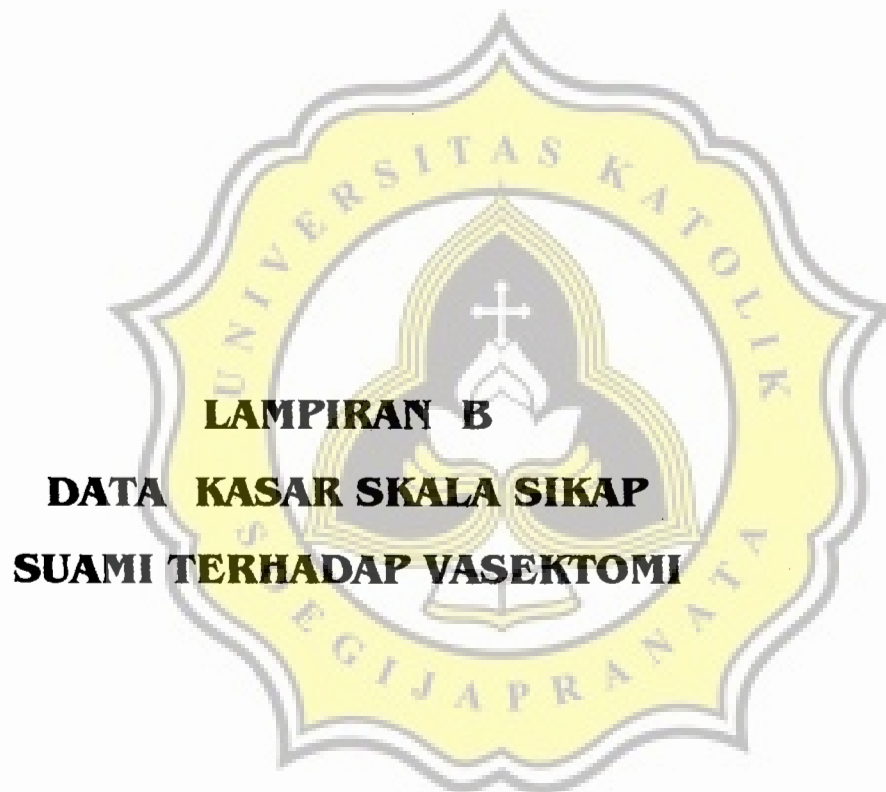 UNIVERSITAS KATOLIK
LAMPIRAN B
DATA KASAR SKALA SIKAP
SUAMI TERHADAP VASEKTOMI
SOEGIJAPRANATA